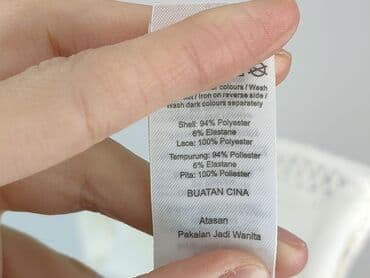 colours / Wash
/ Iron on reverse side /
Wash dark colours separately
Shell: 94% Polyester
6% Elastane
Lace: 100% Polyester
Tempurung: 94% Poliester
6% Elastane
Pita: 100% Poliester
BUATAN CINA
Atasan
Pakaian Jadi Wanita